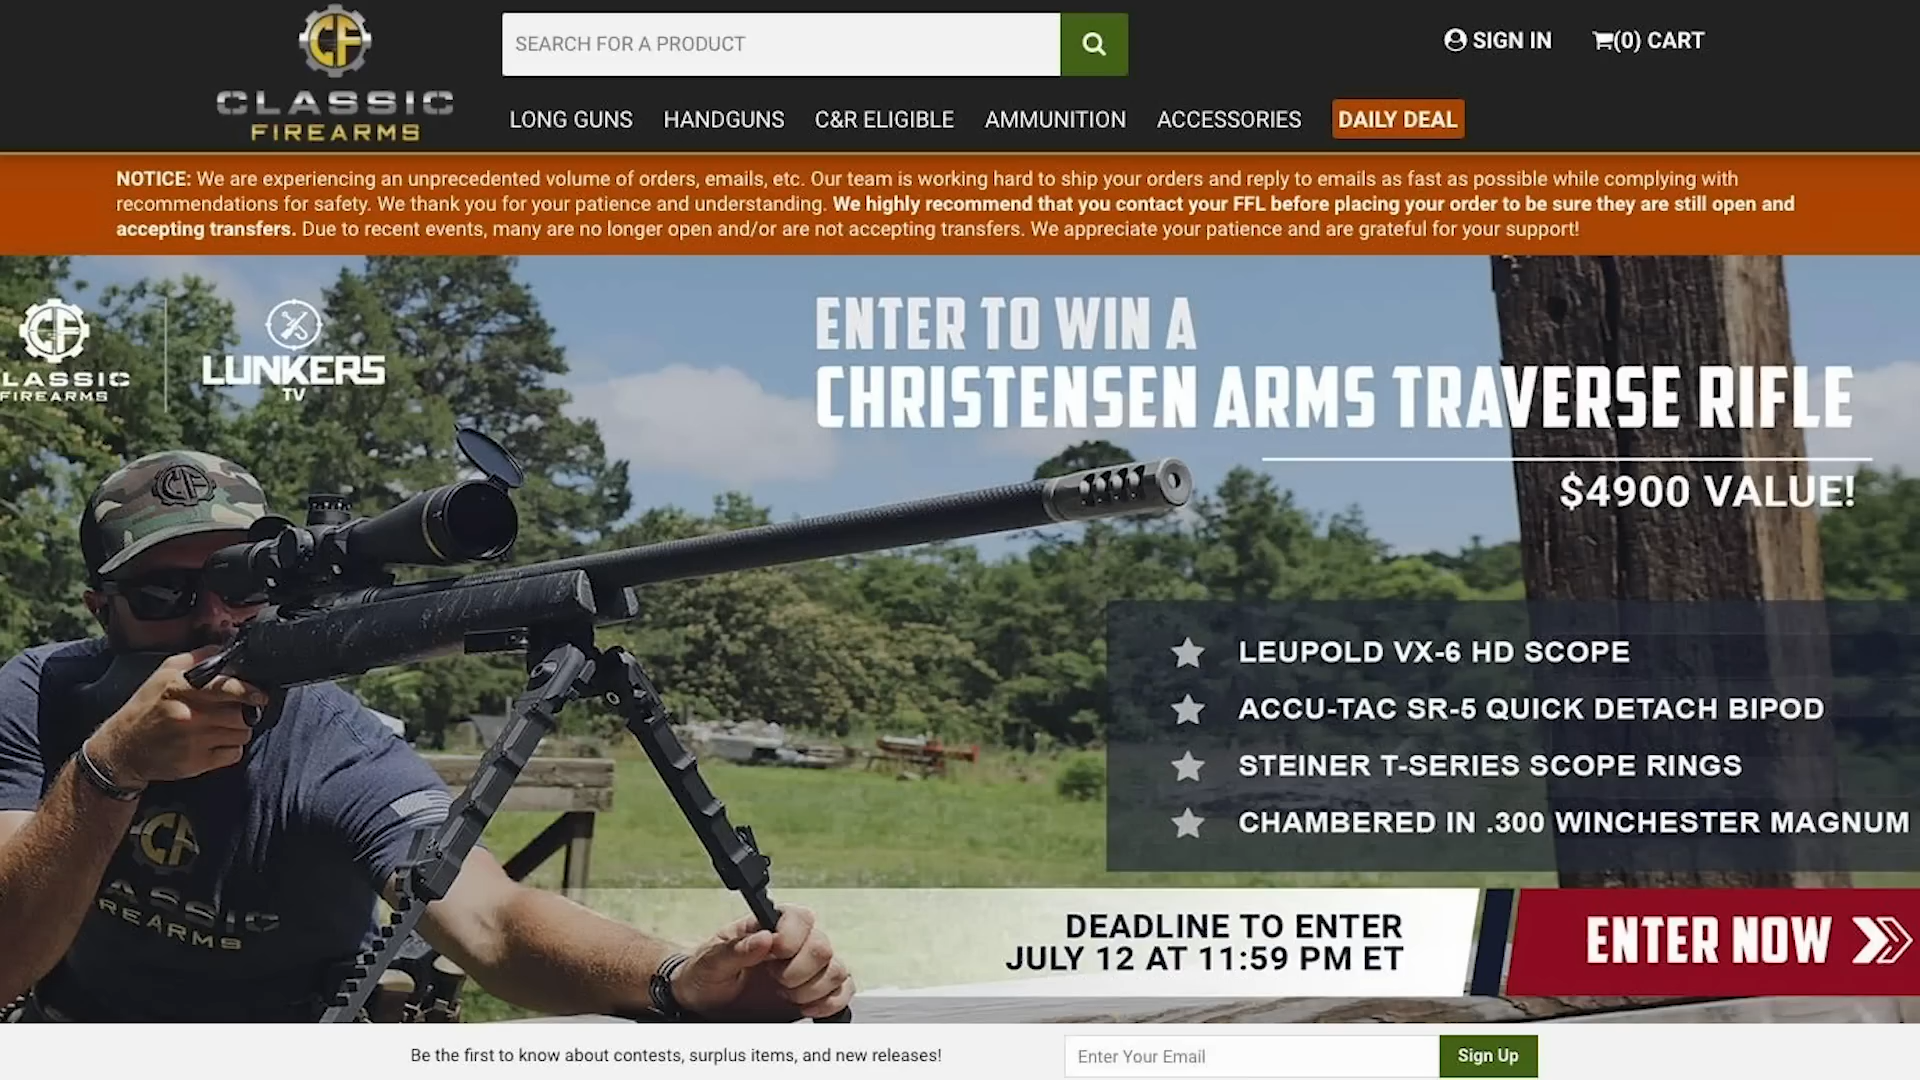 CF
CLASSIC
FIREARMS
SEARCH FOR A PRODUCT
SIGN IN
(0) CART
LONG GUNS
HANDGUNS
C&R ELIGIBLE
AMMUNITION
ACCESSORIES
DAILY DEAL
NOTICE: We are experiencing an unprecedented volume of orders, emails, etc. Our team is working hard to ship your orders and reply to emails as fast as possible while complying with
recommendations for safety. We thank you for your patience and understanding. We highly recommend that you contact your FFL before placing your order to be sure they are still open and
accepting transfers. Due to recent events, many are no longer open and/or are not accepting transfers. We appreciate your patience and are grateful for your support!
CF
LASSIC
FIREARMS
LUNKERS
TV
ENTER TO WIN A
CHRISTENSEN ARMS TRAVERSE RIFLE
$4900 VALUE!
CF
LEUPOLD VX-6 HD SCOPE
ACCU-TAC SR-5 QUICK DETACH BIPOD
STEINER T-SERIES SCOPE RINGS
CHAMBERED IN .300 WINCHESTER MAGNUM
CF
ASSIC
REARMS
DEADLINE TO ENTER
JULY 12 AT 11:59 PM ET
ENTER NOW
Be the first to know about contests, surplus items, and new releases!
Enter Your Email
Sign Up